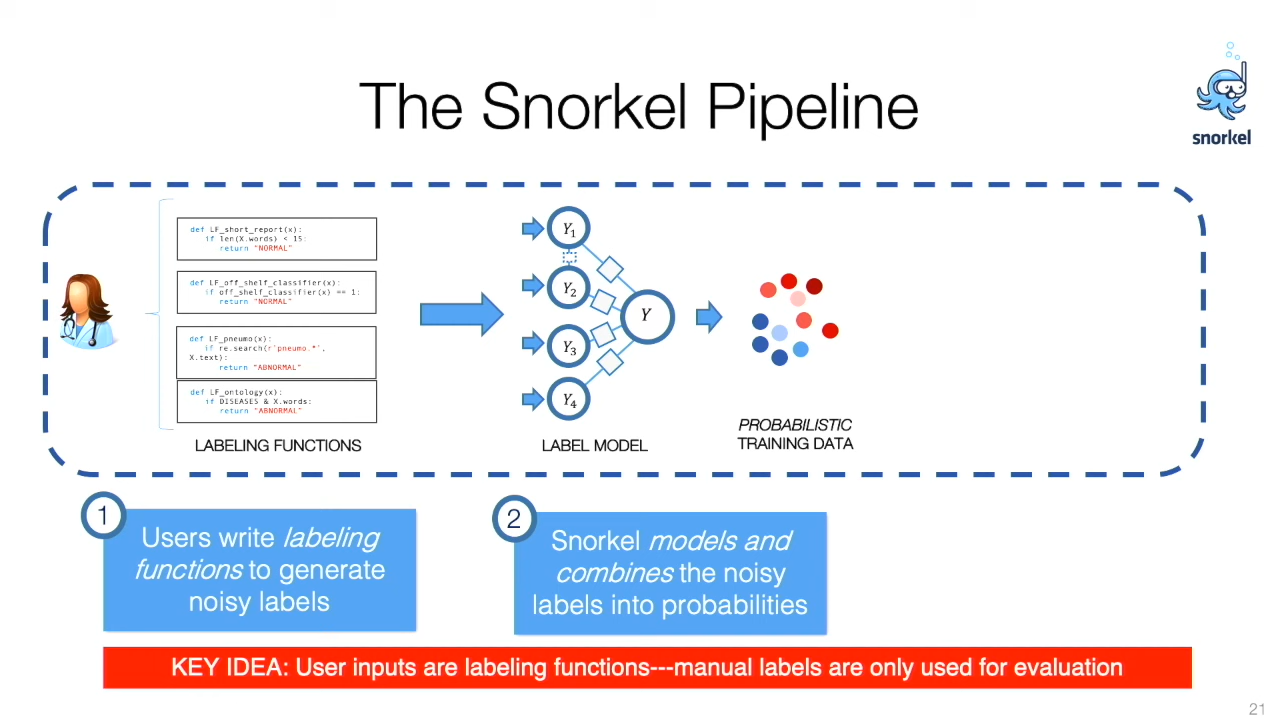 The Snorkel Pipeline
snorkel
def LF_short_report(x):
if len(X.words) < 15:
return "NORMAL"
def LF_off_shelf_classifier(x):
if off_shelf_classifier(x) == 1:
return "NORMAL"
def LF_pneumo(x):
if re.search(r'pneumo.*',
X.text):
return "ABNORMAL"
def LF_ontology(x):
if DISEASES & X.words:
return "ABNORMAL"
LABELING FUNCTIONS
Y1
Y2
Y3
Y4
Y
LABEL MODEL
PROBABILISTIC
TRAINING DATA
1
Users write labeling
functions to generate
noisy labels
2
Snorkel models and
combines the noisy
labels into probabilities
KEY IDEA: User inputs are labeling functions---manual labels are only used for evaluation
21